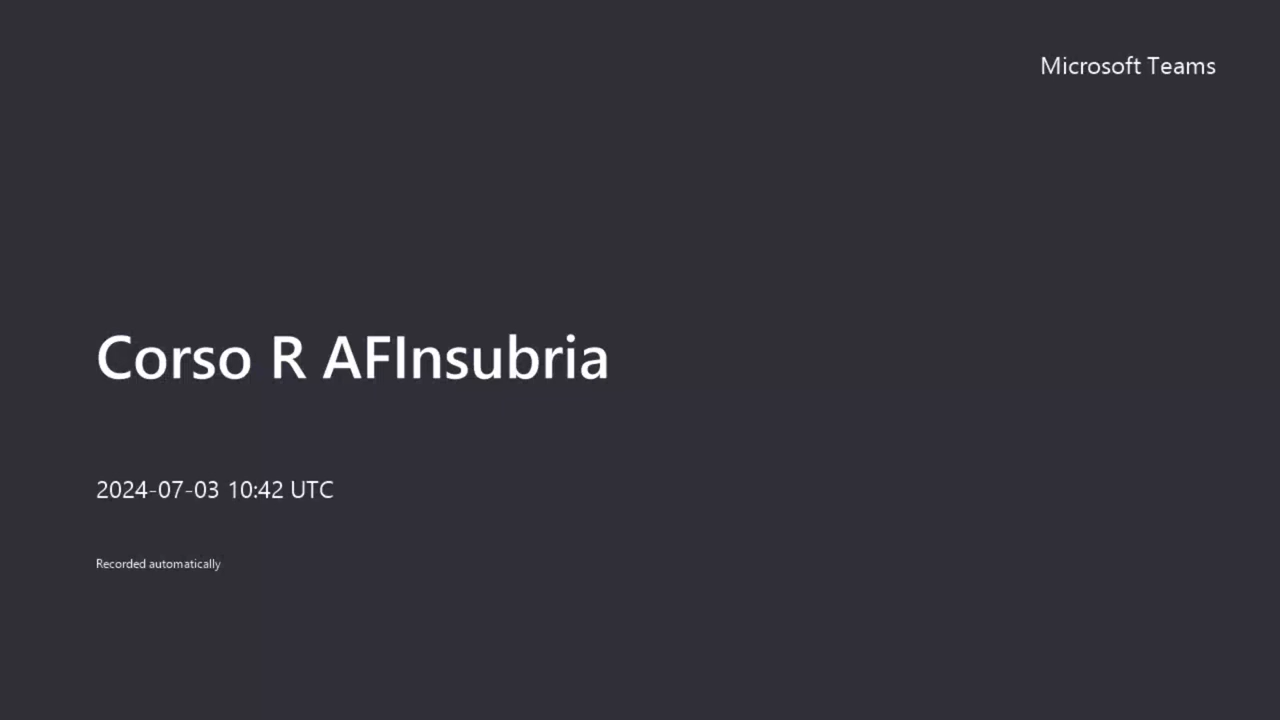 Microsoft Teams
Corso R AFInsubria
2024-07-03 10:42 UTC
Recorded automatically